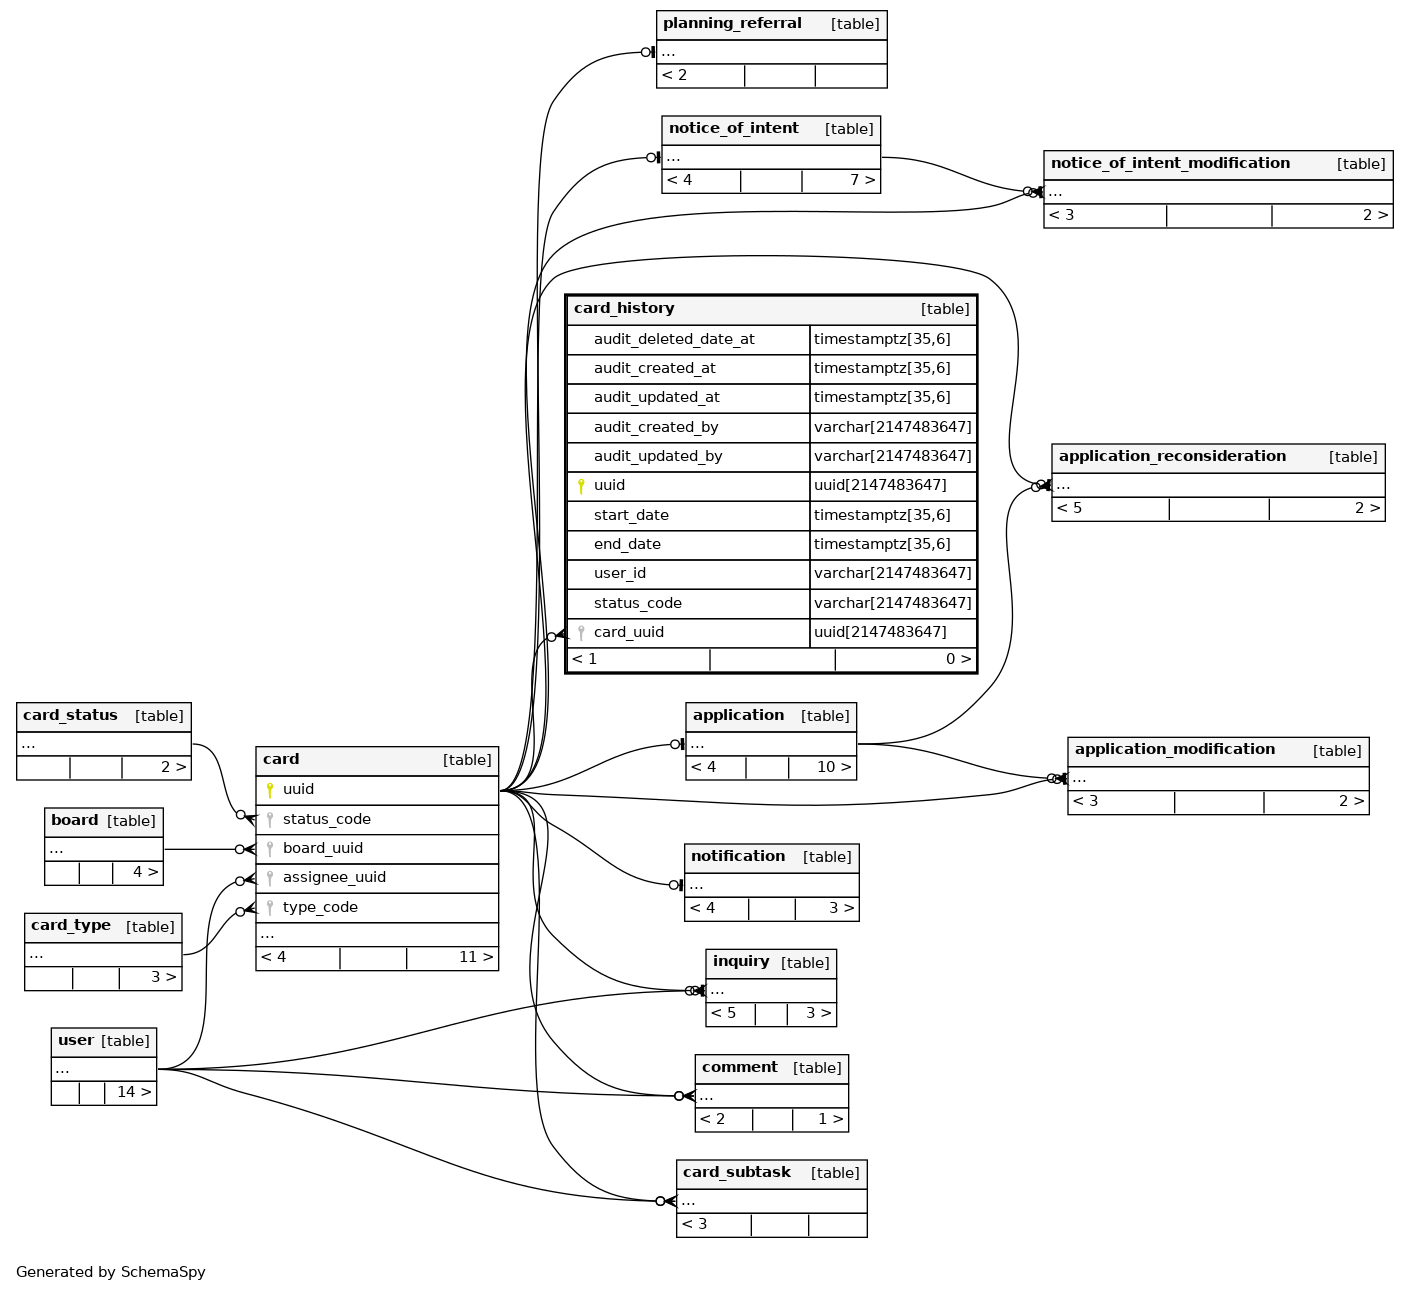 planning_referral [table]
...
< 2
notice_of_intent [table]
...
< 4 7 >
notice_of_intent_modification [table]
...
< 3 2 >
card_history [table]
audit_deleted_date_at timestamptz[35,6]
audit_created_at timestamptz[35,6]
audit_updated_at timestamptz[35,6]
audit_created_by varchar[2147483647]
audit_updated_by varchar[2147483647]
uuid uuid[2147483647]
start_date timestamptz[35,6]
end_date timestamptz[35,6]
user_id varchar[2147483647]
status_code varchar[2147483647]
card_uuid uuid[2147483647]
< 1 0 >
application_reconsideration [table]
...
< 5 2 >
card_status [table]
...
2 >
board [table]
...
4 >
card_type [table]
...
3 >
user [table]
...
14 >
card [table]
uuid
status_code
board_uuid
assignee_uuid
type_code
...
< 4 11 >
application [table]
...
< 4 10 >
application_modification [table]
...
< 3 2 >
notification [table]
...
< 4 3 >
inquiry [table]
...
< 5 3 >
comment [table]
...
< 2 1 >
card_subtask [table]
...
< 3
Generated by SchemaSpy